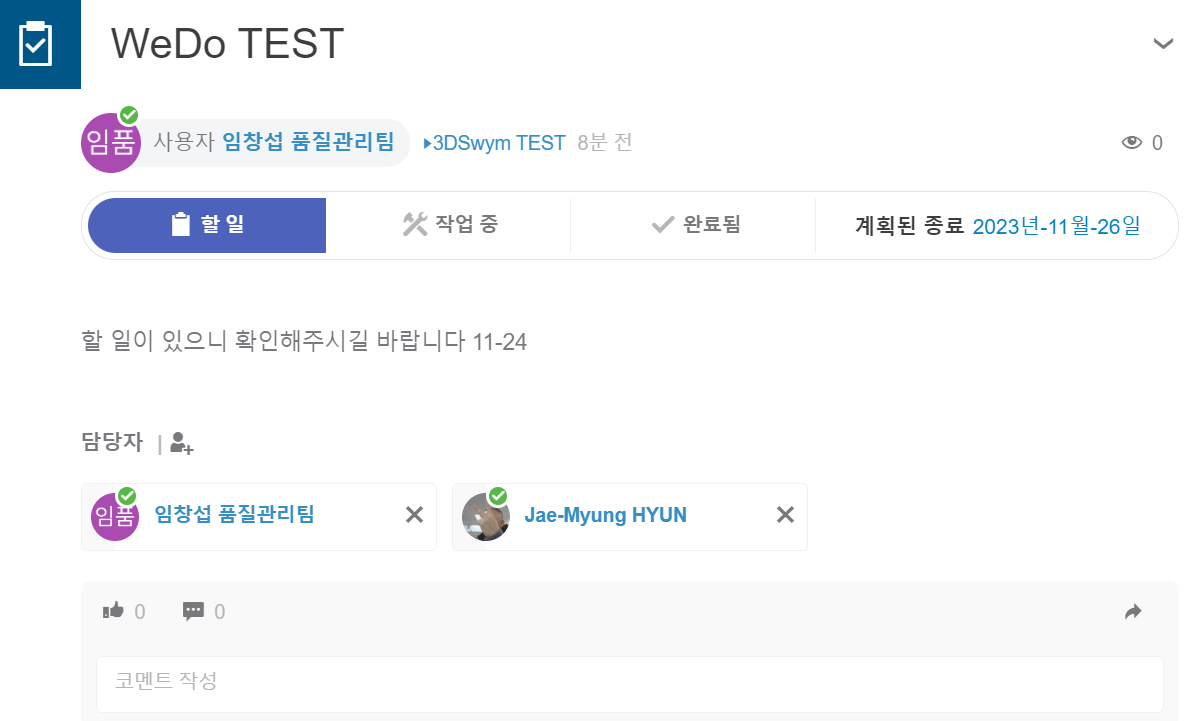 WeDo TEST
임품 사용자 임창섭 품질관리팀 3DSwym TEST 8분 전 0
할 일 작업 중 완료됨 계획된 종료 2023년-11월-26일
할 일이 있으니 확인해주시길 바랍니다 11-24
담당자 |
임품 임창섭 품질관리팀 Jae-Myung HYUN
0 0
코멘트 작성